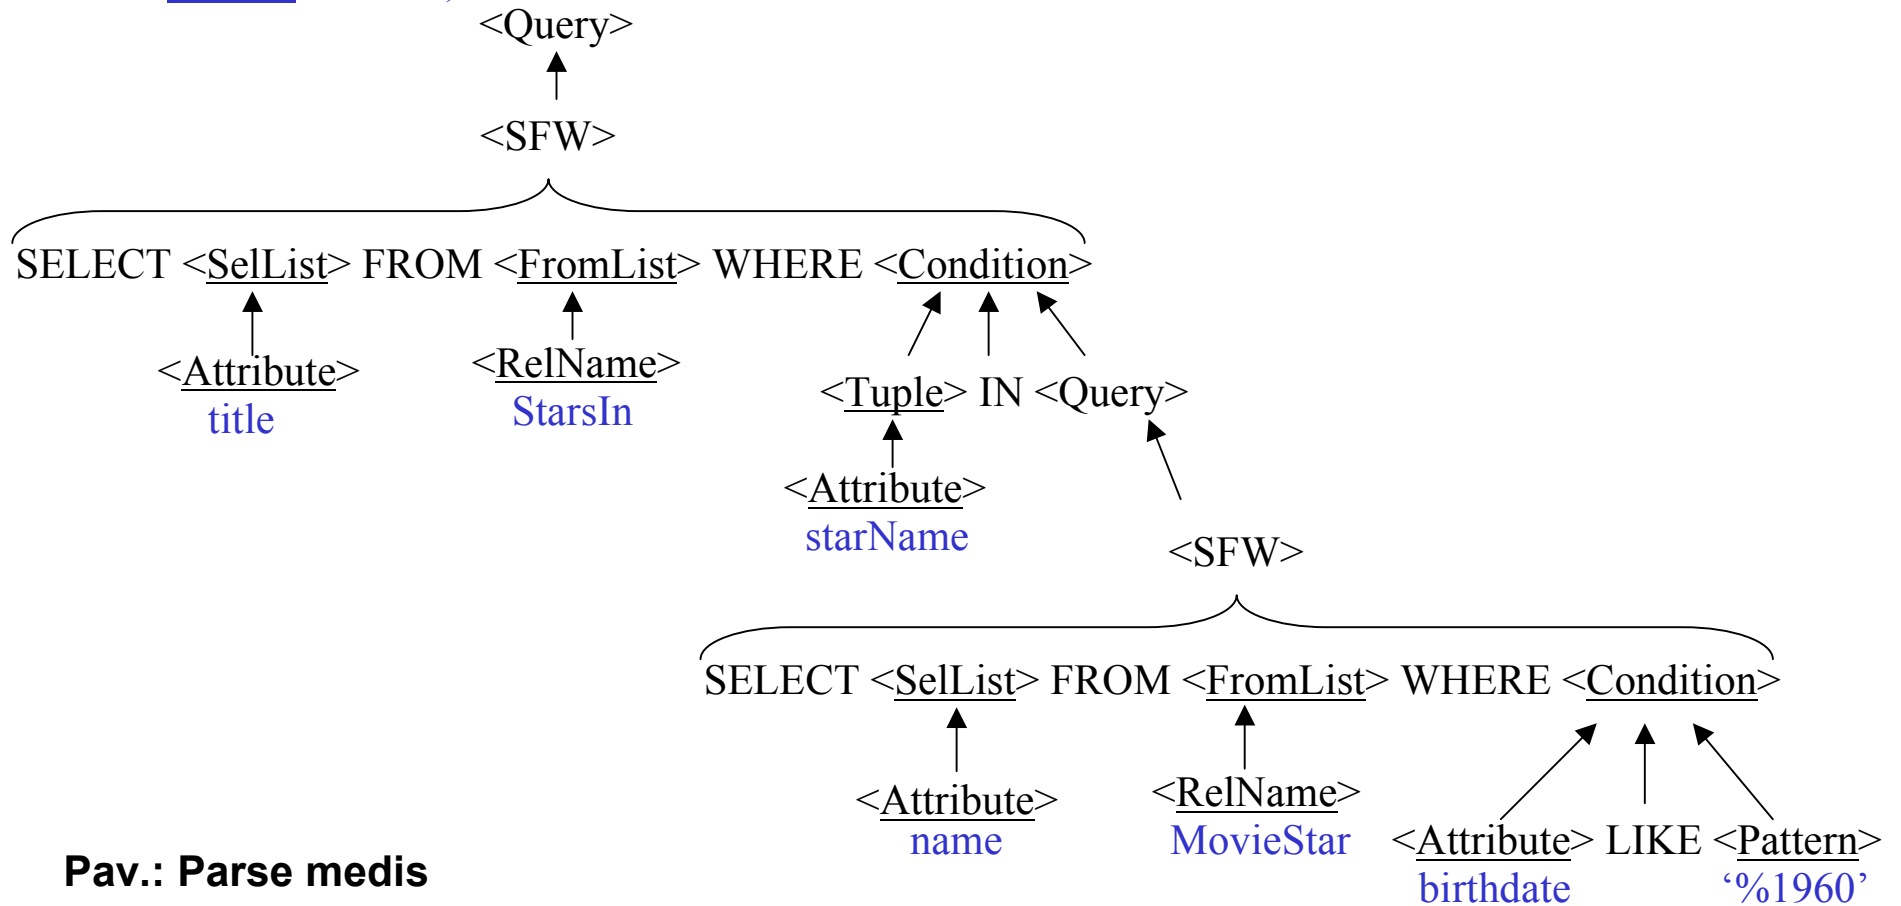 <Query>
<SFW>
SELECT <SelList> FROM <FromList> WHERE <Condition>
<Attribute> <RelName>
title StarsIn
<Tuple> IN <Query>
<Attribute>
starName
<SFW>
SELECT <SelList> FROM <FromList> WHERE <Condition>
<Attribute> <RelName>
name MovieStar
<Attribute> LIKE <Pattern>
birthdate ‘%1960’
Pav.: Parse medis